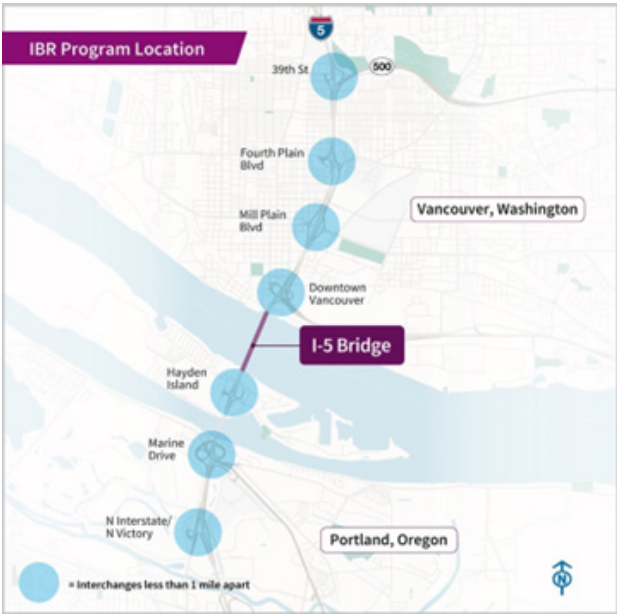 IBR Program Location
5
39th St
500
Fourth Plain
Blvd
Mill Plain
Blvd
Vancouver, Washington
Downtown
Vancouver
I-5 Bridge
Hayden
Island
Marine
Drive
N Interstate/
N Victory
Portland, Oregon
= Interchanges less than 1 mile apart
N